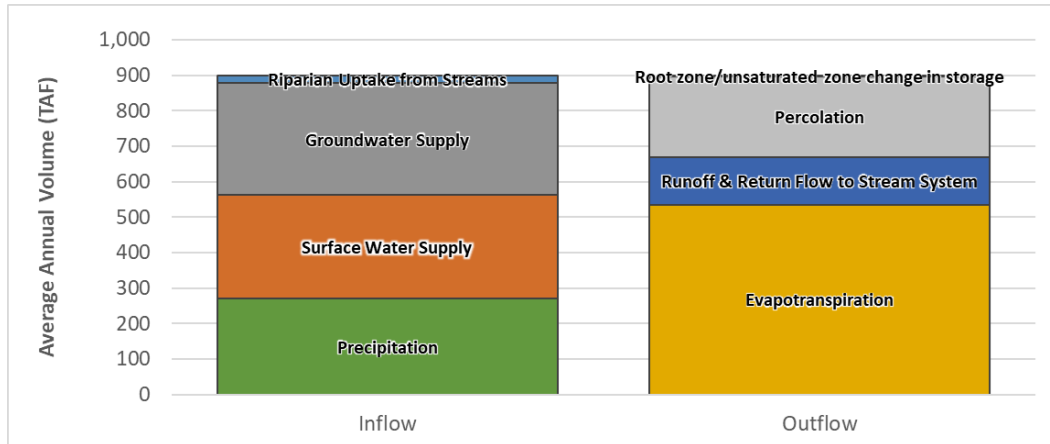 Average Annual Volume (TAF)
1,000
900
800
700
600
500
400
300
200
100
0
Riparian Uptake from Streams
Groundwater Supply
Surface Water Supply
Precipitation
Root zone/unsaturated zone change in storage
Percolation
Runoff & Return Flow to Stream System
Evapotranspiration
Inflow
Outflow